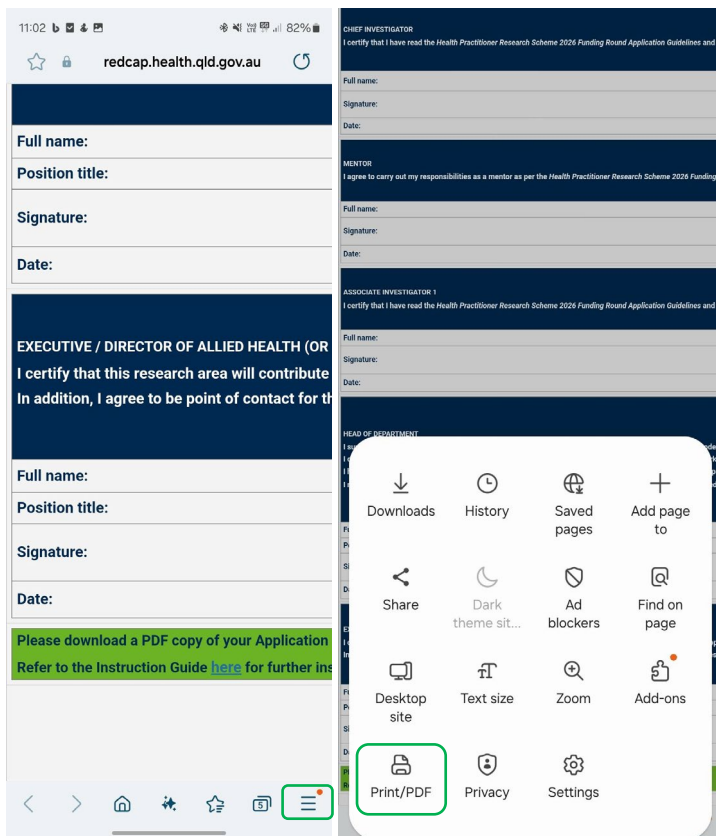 11:02
82%
redcap.health.qld.gov.au
Full name:
Position title:
Signature:
Date:
EXECUTIVE / DIRECTOR OF ALLIED HEALTH (OR
I certify that this research area will contribute
In addition, I agree to be point of contact for th
Full name:
Position title:
Signature:
Date:
Please download a PDF copy of your Application
Refer to the Instruction Guide here for further ins
5
CHIEF INVESTIGATOR
I certify that I have read the Health Practitioner Research Scheme 2026 Funding Round Application Guidelines and
Full name:
Signature:
Date:
MENTOR
I agree to carry out my responsibilities as a mentor as per the Health Practitioner Research Scheme 2026 Funding
Full name:
Signature:
Date:
ASSOCIATE INVESTIGATOR 1
I certify that I have read the Health Practitioner Research Scheme 2026 Funding Round Application Guidelines and
Full name:
Signature:
Date:
HEAD OF DEPARTMENT
Downloads
History
Saved
pages
Add page
to
Share
Dark
theme sit...
Ad
blockers
Find on
page
Desktop
site
Text size
Zoom
Add-ons
Print/PDF
Privacy
Settings